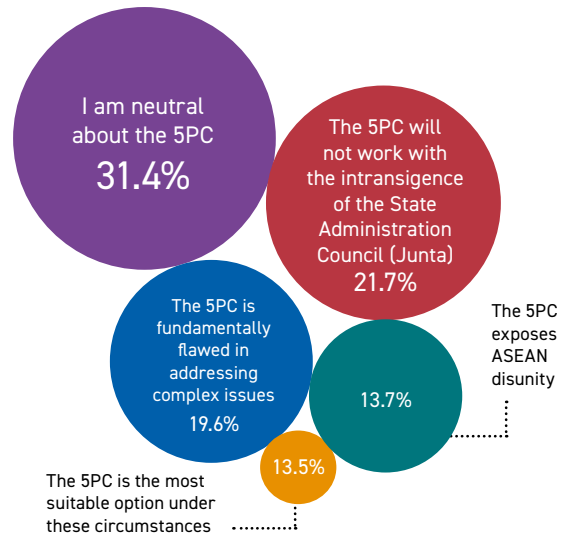 I am neutral
about the 5PC
31.4%
The 5PC will
not work with
the intransigence
of the State
Administration
Council (Junta)
21.7%
The 5PC is
fundamentally
flawed in
addressing
complex issues
19.6%
The 5PC
exposes
ASEAN
disunity
13.7%
13.5%
The 5PC is the most
suitable option under
these circumstances